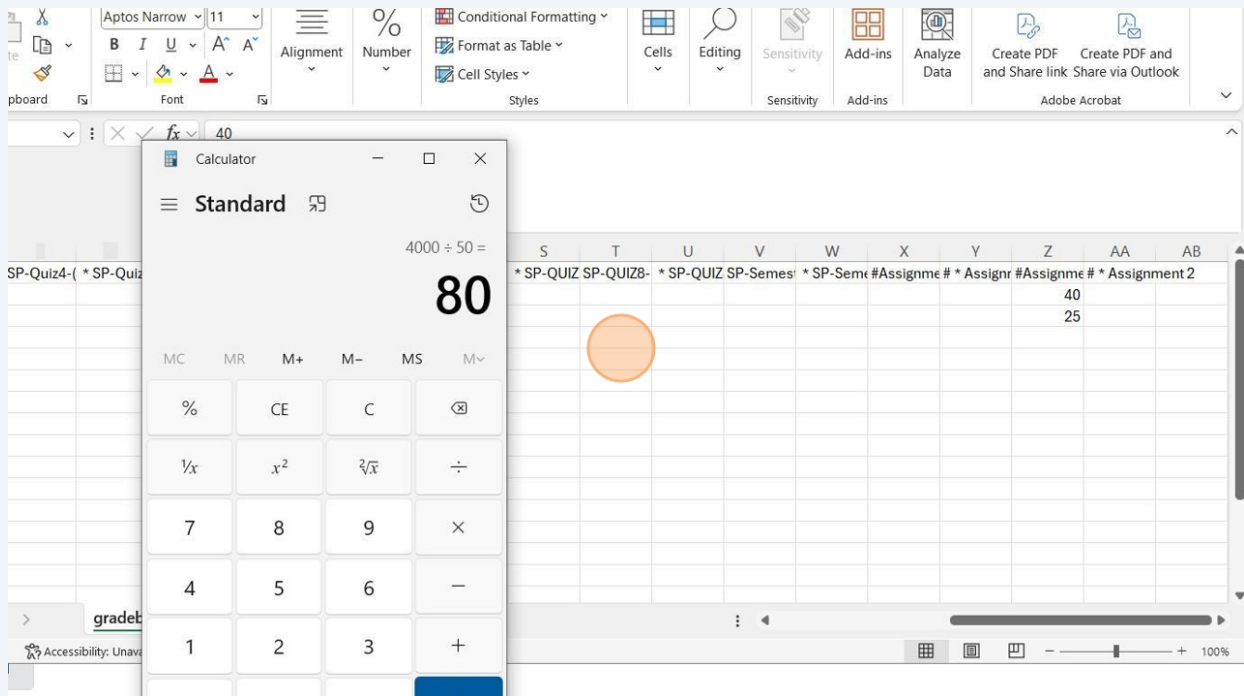 Aptos Narrow 11
B I U A A
Alignment
Number
Conditional Formatting
Format as Table
Cell Styles
Cells
Editing
Sensitivity
Add-ins
Analyze
Data
Create PDF
and Share link
Create PDF and
Share via Outlook
Font
Styles
Sensitivity
Add-ins
Adobe Acrobat
fx 40
Calculator
Standard
4000 ÷ 50 =
80
MC MR M+ M- MS M
% CE C
1/x x² ²√x ÷
7 8 9 ×
4 5 6 −
1 2 3 +
S T U V W X Y Z AA AB
SP-Quiz4-( * SP-Quiz * SP-QUIZ SP-QUIZ8- * SP-QUIZ SP-Semes * SP-Seme #Assignme # * Assignr #Assignme # * Assignment 2
40
25
gradeb
Accessibility: Unava
100%